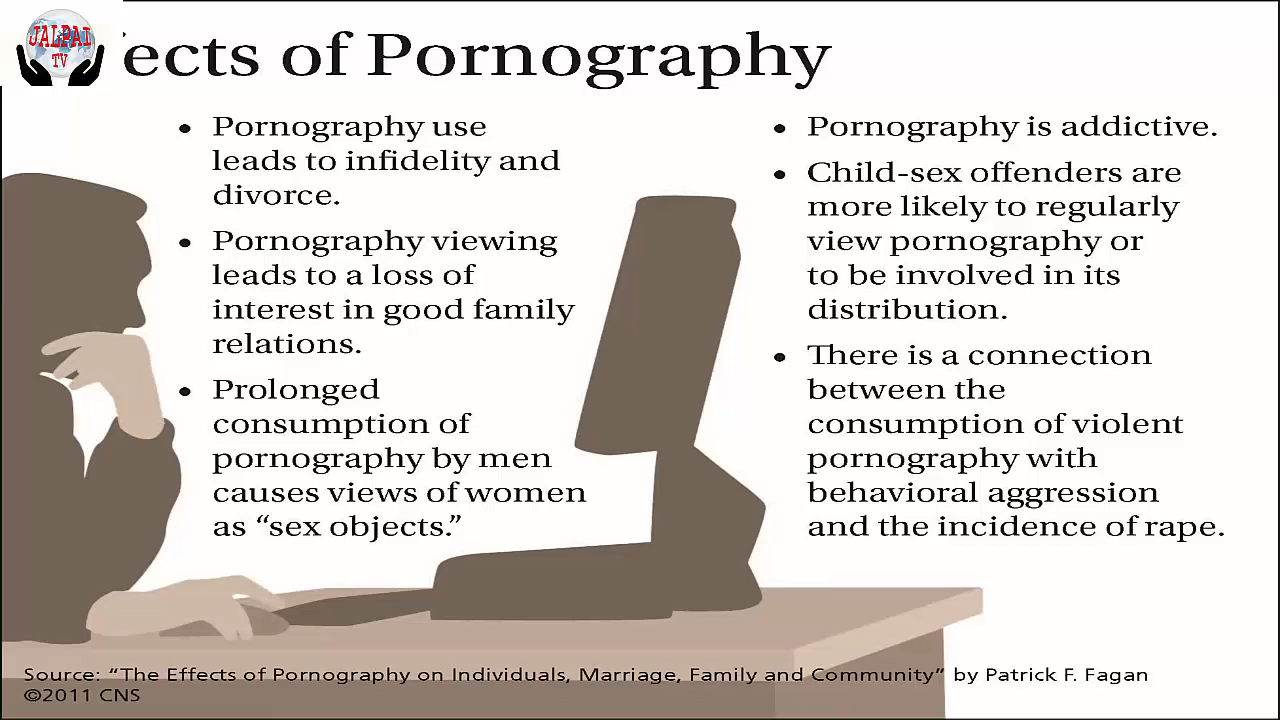 JALPAI
TV
ects of Pornography
• Pornography use
leads to infidelity and
divorce.
• Pornography viewing
leads to a loss of
interest in good family
relations.
• Prolonged
consumption of
pornography by men
causes views of women
as “sex objects.”
• Pornography is addictive.
• Child-sex offenders are
more likely to regularly
view pornography or
to be involved in its
distribution.
• There is a connection
between the
consumption of violent
pornography with
behavioral aggression
and the incidence of rape.
Source: “The Effects of Pornography on Individuals, Marriage, Family and Community” by Patrick F. Fagan
©2011 CNS